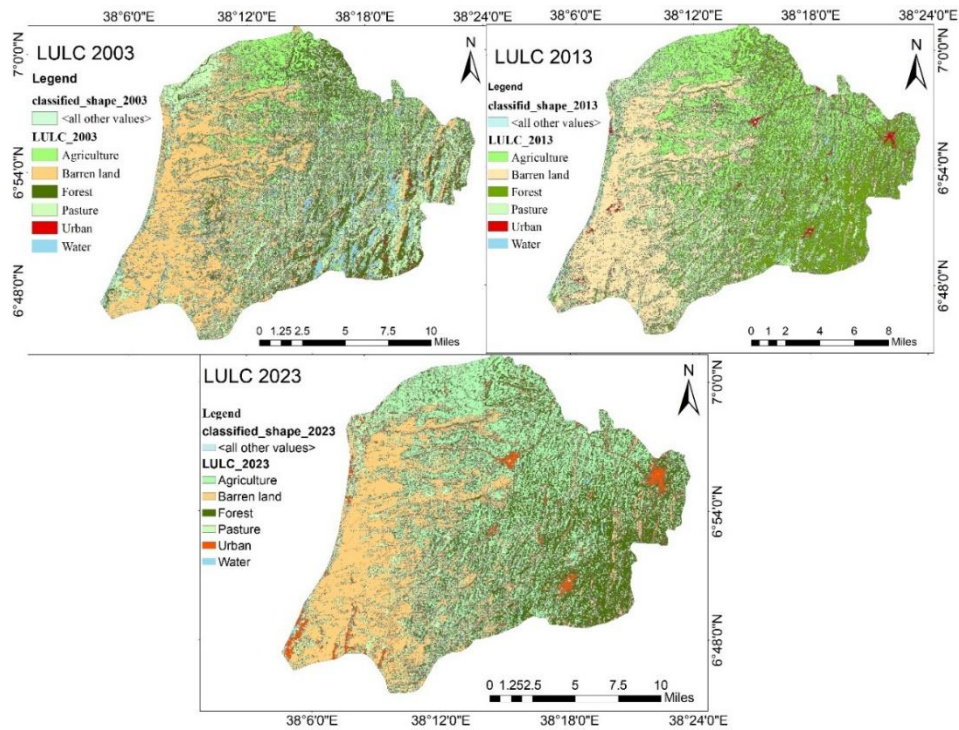 38°6'0"E 38°12'0"E 38°18'0"E 38°24'0"E
LULC 2003
N
Legend
classified_shape_2003
<all other values>
LULC_2003
Agriculture
Barren land
Forest
Pasture
Urban
Water
7°0'0"N
6°54'0"N
6°48'0"N
0 1.25 2.5 5 7.5 10
Miles
38°12'0"E 38°18'0"E 38°24'0"E
LULC 2013
N
Legend
classifid_shape_2013
<all other values>
LULC_2013
Agriculture
Barren land
Forest
Pasture
Urban
Water
7°0'0"N
6°54'0"N
6°48'0"N
0 1 2 4 6 8
Miles
LULC 2023
N
Legend
classified_shape_2023
<all other values>
LULC_2023
Agriculture
Barren land
Forest
Pasture
Urban
Water
7°0'0"N
6°54'0"N
6°48'0"N
0 1.252.5 5 7.5 10
Miles
38°6'0"E 38°12'0"E 38°18'0"E 38°24'0"E